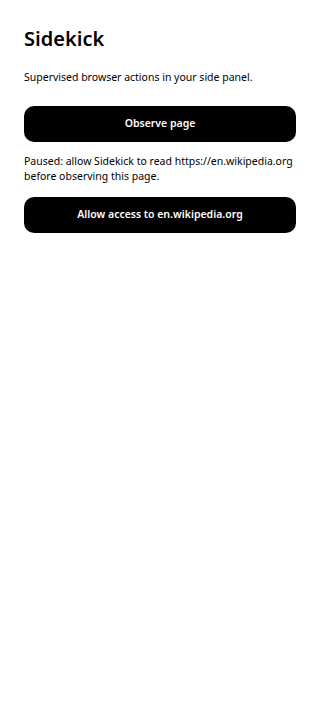 Sidekick
Supervised browser actions in your side panel.
Observe page
Paused: allow Sidekick to read https://en.wikipedia.org
before observing this page.
Allow access to en.wikipedia.org